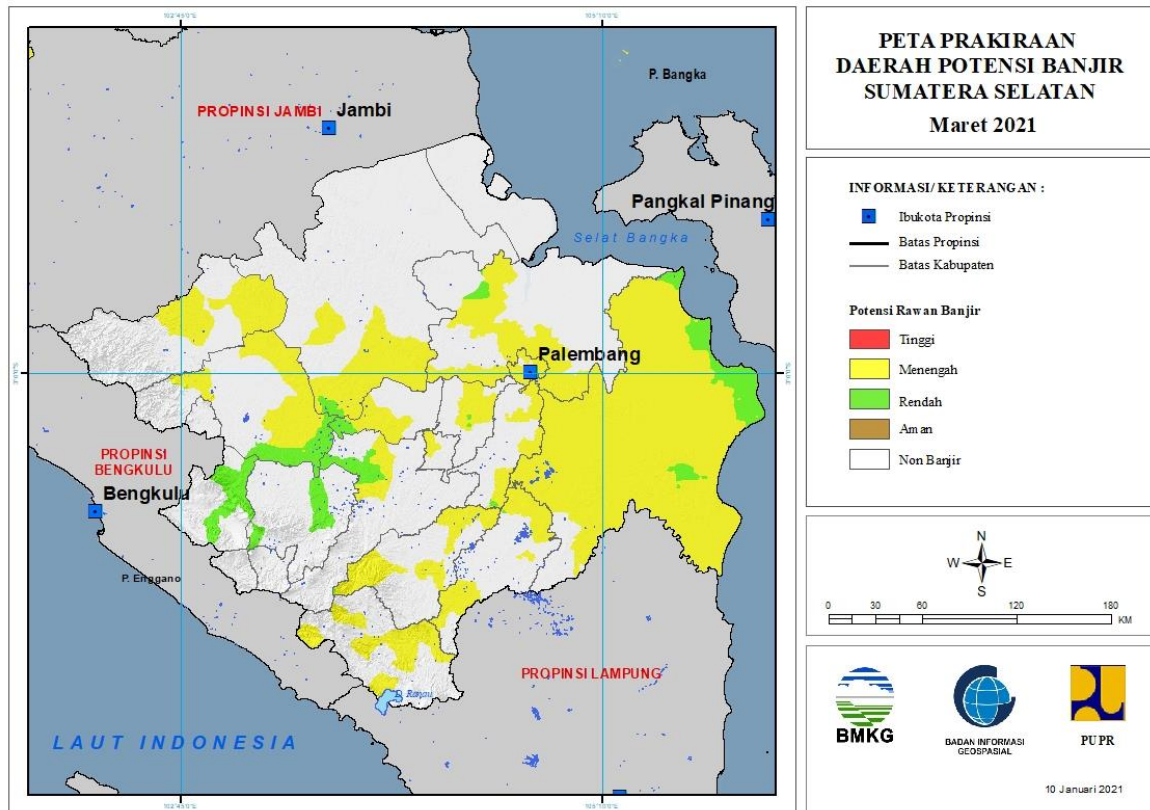 PETA PRAKIRAAN
DAERAH POTENSI BANJIR
SUMATERA SELATAN
Maret 2021
INFORMASI/ KETERANGAN :
Ibukota Propinsi
Batas Propinsi
Batas Kabupaten
Potensi Rawan Banjir
Tinggi
Menengah
Rendah
Aman
Non Banjir
N
W E
S
0 30 60 120 180
KM
BMKG
BADAN INFORMASI
GEOSPASIAL
PUPR
10 Januari 2021
P. Bangka
PROPINSI JAMBI
Jambi
Pangkal Pinang
Selat Bangka
Palembang
PROPINSI
BENGKULU
Bengkulu
P. Enggano
PROPINSI LAMPUNG
D. Ranau
LAUT INDONESIA